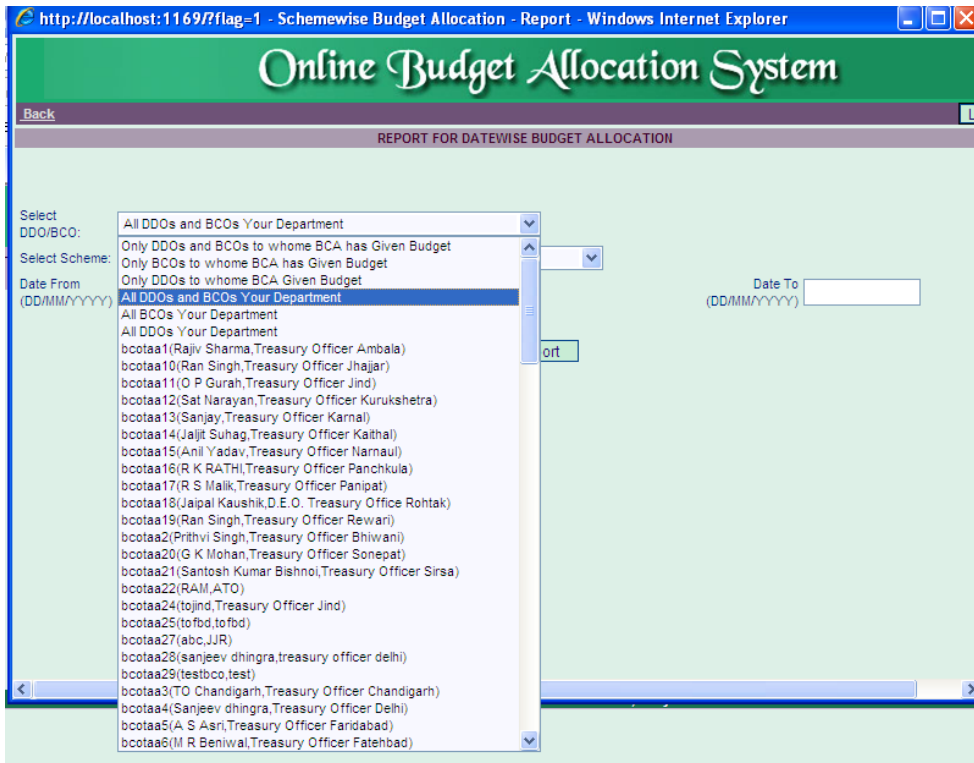 http://localhost:1169/?flag=1 - Schemewise Budget Allocation - Report - Windows Internet Explorer
Online Budget Allocation System
Back
L
REPORT FOR DATEWISE BUDGET ALLOCATION
Select
DDO/BCO:
All DDOs and BCOs Your Department
Select Scheme:
Date From
(DD/MM/YYYY)
Date To
(DD/MM/YYYY)
ort
Only DDOs and BCOs to whome BCA has Given Budget
Only BCOs to whome BCA has Given Budget
Only DDOs to whome BCA Given Budget
All DDOs and BCOs Your Department
All BCOs Your Department
All DDOs Your Department
bcotaa1(Rajiv Sharma,Treasury Officer Ambala)
bcotaa10(Ran Singh,Treasury Officer Jhajjar)
bcotaa11(O P Gurah,Treasury Officer Jind)
bcotaa12(Sat Narayan,Treasury Officer Kurukshetra)
bcotaa13(Sanjay,Treasury Officer Karnal)
bcotaa14(Jaljit Suhag,Treasury Officer Kaithal)
bcotaa15(Anil Yadav,Treasury Officer Narnaul)
bcotaa16(R K RATHI,Treasury Officer Panchkula)
bcotaa17(R S Malik,Treasury Officer Panipat)
bcotaa18(Jaipal Kaushik,D.E.O. Treasury Office Rohtak)
bcotaa19(Ran Singh,Treasury Officer Rewari)
bcotaa2(Prithvi Singh,Treasury Officer Bhiwani)
bcotaa20(G K Mohan,Treasury Officer Sonepat)
bcotaa21(Santosh Kumar Bishnoi,Treasury Officer Sirsa)
bcotaa22(RAM,ATO)
bcotaa24(tojind,Treasury Officer Jind)
bcotaa25(tofbd,tofbd)
bcotaa27(abc,JJR)
bcotaa28(sanjeev dhingra,treasury officer delhi)
bcotaa29(testbco,test)
bcotaa3(TO Chandigarh,Treasury Officer Chandigarh)
bcotaa4(Sanjeev dhingra,Treasury Officer Delhi)
bcotaa5(A S Asri,Treasury Officer Faridabad)
bcotaa6(M R Beniwal,Treasury Officer Fatehbad)